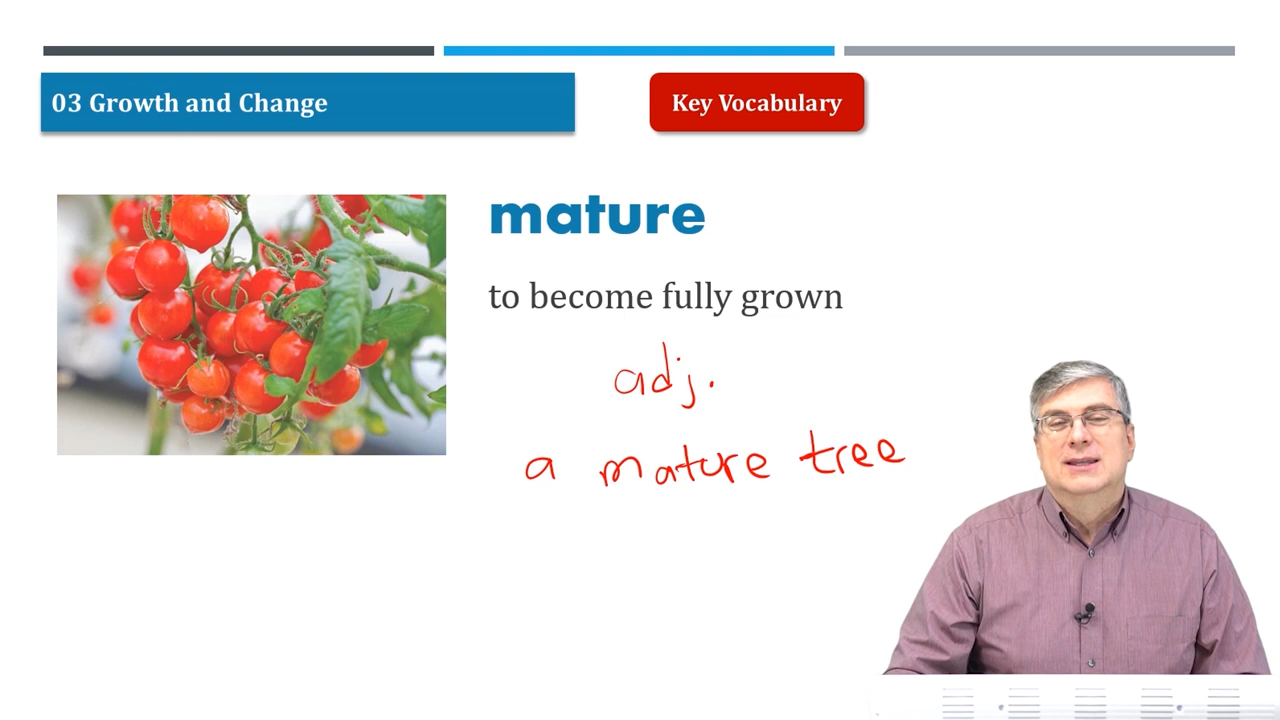 03 Growth and Change
Key Vocabulary
mature
to become fully grown
adj.
a mature tree